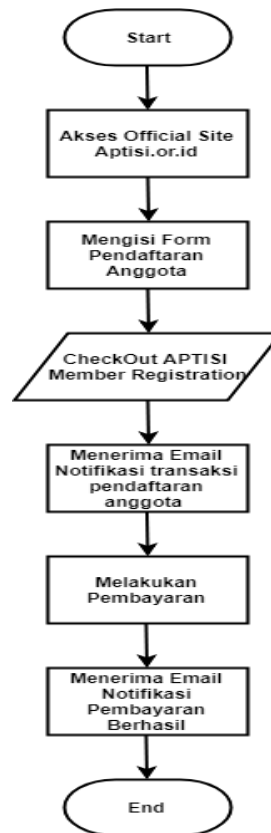 Start
Akses Official Site
Aptisi.or.id
Mengisi Form
Pendaftaran
Anggota
CheckOut APTISI
Member Registration
Menerima Email
Notifikasi transaksi
pendaftaran
anggota
Melakukan
Pembayaran
Menerima Email
Notifikasi
Pembayaran
Berhasil
End